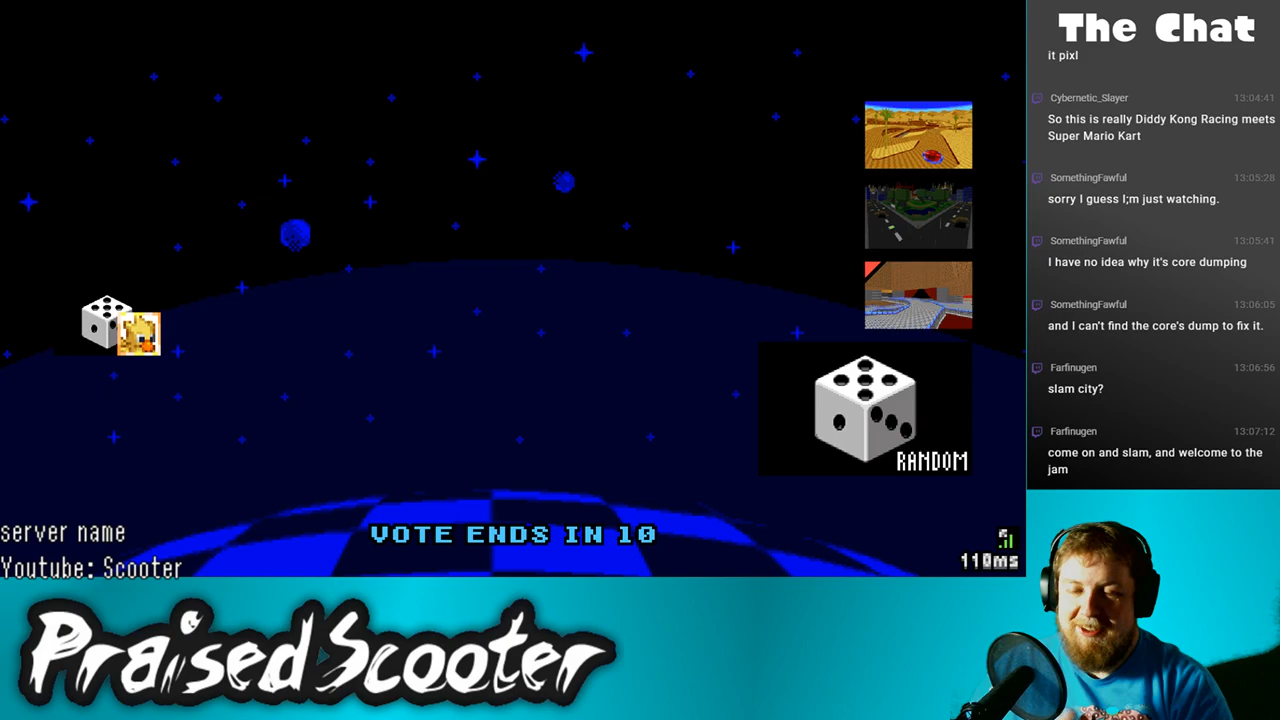 The Chat
it pixl
Cybernetic_Slayer 13:04:41
So this is really Diddy Kong Racing meets
Super Mario Kart
SomethingFawful 13:05:28
sorry I guess I;m just watching.
SomethingFawful 13:05:41
I have no idea why it's core dumping
SomethingFawful 13:06:05
and I can't find the core's dump to fix it.
Farfinugen 13:06:56
slam city?
Farfinugen 13:07:12
come on and slam, and welcome to the
jam
RANDOM
VOTE ENDS IN 10
server name
Youtube: Scooter
110ms
PraisedScooter